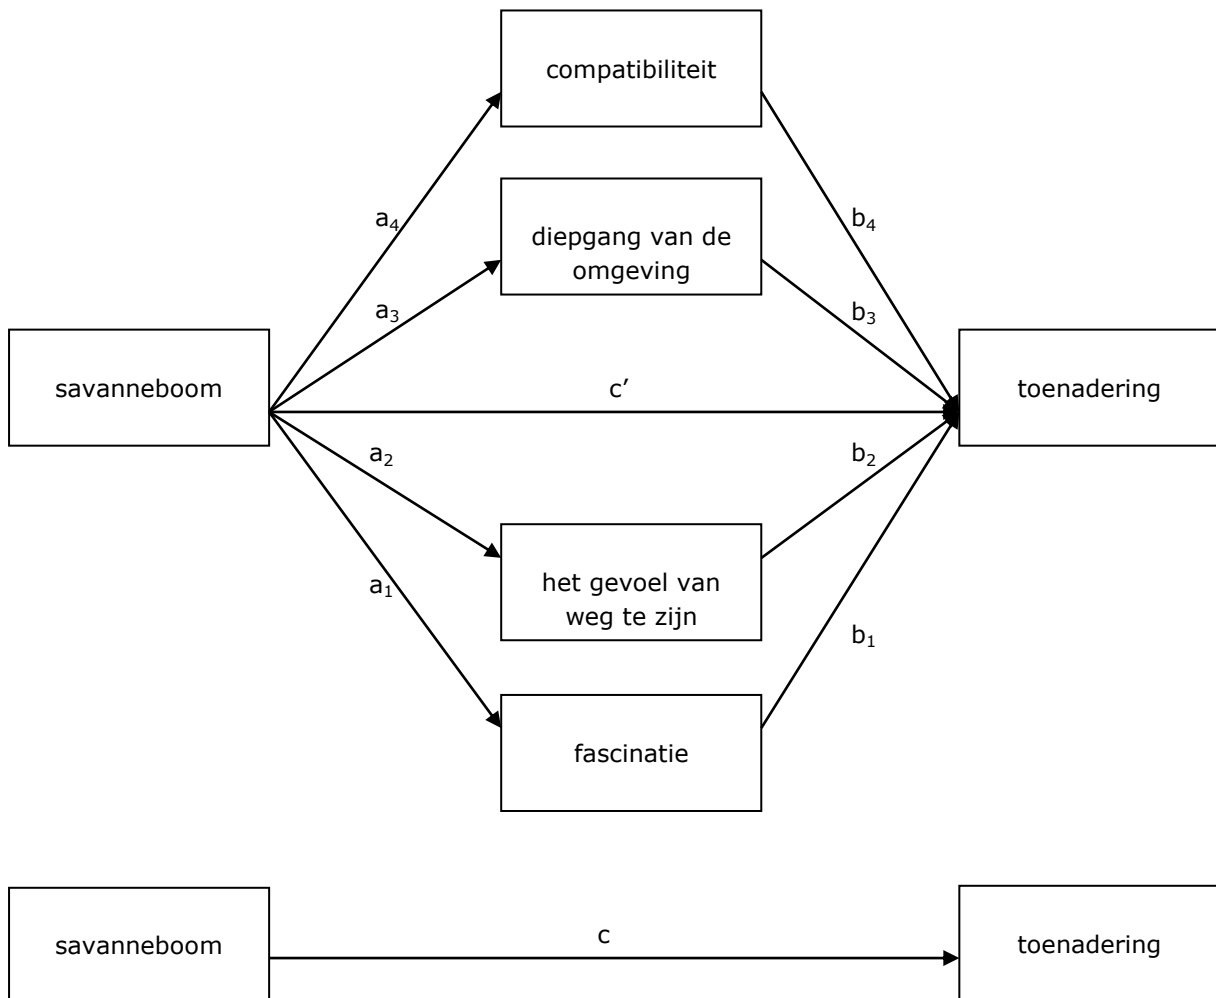 compatibiliteit
a₄
b₄
diepgang van de
omgeving
a₃
b₃
savanneboom
c’
toenadering
a₂
b₂
het gevoel van
weg te zijn
a₁
b₁
fascinatie
savanneboom
c
toenadering